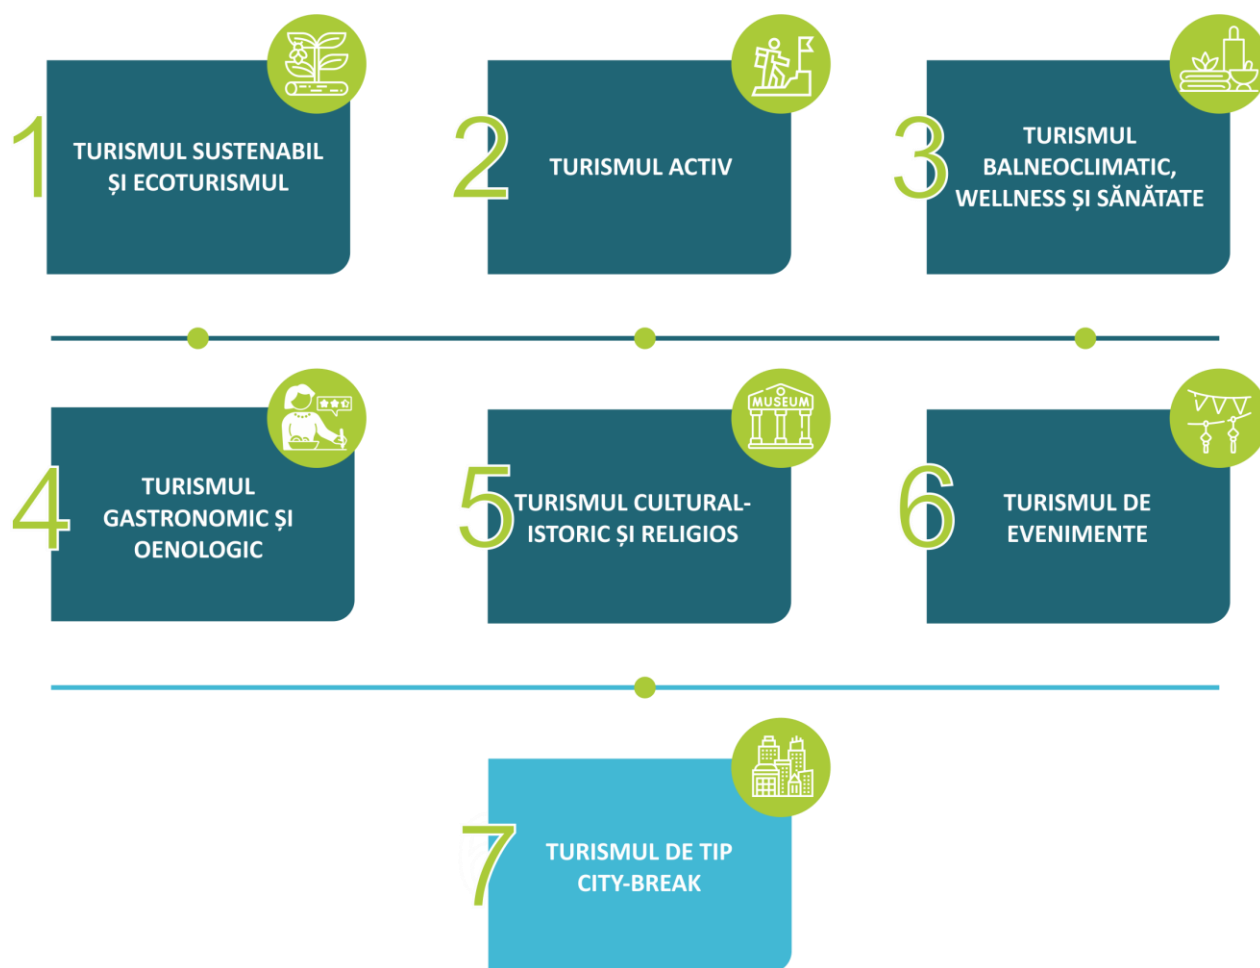 1
TURISMUL SUSTENABIL
ȘI ECOTURISMUL
2
TURISMUL ACTIV
3
TURISMUL
BALNEOCLIMATIC,
WELLNESS ȘI SĂNĂTATE
4
TURISMUL
GASTRONOMIC ȘI
OENOLOGIC
MUSEUM
5
TURISMUL CULTURAL-
ISTORIC ȘI RELIGIOS
6
TURISMUL DE
EVENIMENTE
7
TURISMUL DE TIP
CITY-BREAK